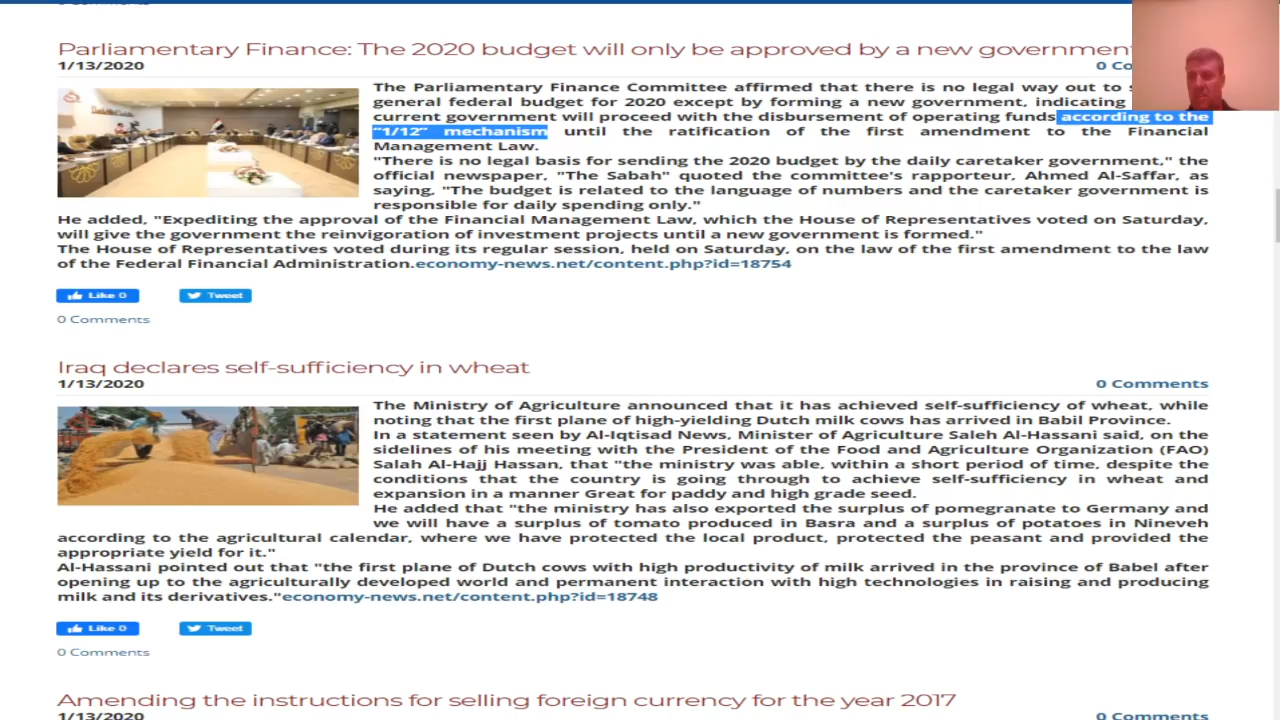 Parliamentary Finance: The 2020 budget will only be approved by a new government
1/13/2020
0 Co
The Parliamentary Finance Committee affirmed that there is no legal way out to
general federal budget for 2020 except by forming a new government, indicating
current government will proceed with the disbursement of operating funds according to the
"1/12" mechanism until the ratification of the first amendment to the Financial
Management Law.
"There is no legal basis for sending the 2020 budget by the daily caretaker government," the
official newspaper, "The Sabah" quoted the committee's rapporteur, Ahmed Al-Saffar, as
saying, "The budget is related to the language of numbers and the caretaker government is
responsible for daily spending only."
He added, "Expediting the approval of the Financial Management Law, which the House of Representatives voted on Saturday,
will give the government the reinvigoration of investment projects until a new government is formed."
The House of Representatives voted during its regular session, held on Saturday, on the law of the first amendment to the law
of the Federal Financial Administration.economy-news.net/content.php?id=18754
Like 0 Tweet
0 Comments
Iraq declares self-sufficiency in wheat
1/13/2020
0 Comments
The Ministry of Agriculture announced that it has achieved self-sufficiency of wheat, while
noting that the first plane of high-yielding Dutch milk cows has arrived in Babil Province.
In a statement seen by Al-Iqtisad News, Minister of Agriculture Saleh Al-Hassani said, on the
sidelines of his meeting with the President of the Food and Agriculture Organization (FAO)
Salah Al-Hajj Hassan, that "the ministry was able, within a short period of time, despite the
conditions that the country is going through to achieve self-sufficiency in wheat and
expansion in a manner Great for paddy and high grade seed.
He added that "the ministry has also exported the surplus of pomegranate to Germany and
we will have a surplus of tomato produced in Basra and a surplus of potatoes in Nineveh
according to the agricultural calendar, where we have protected the local product, protected the peasant and provided the
appropriate yield for it."
Al-Hassani pointed out that "the first plane of Dutch cows with high productivity of milk arrived in the province of Babel after
opening up to the agriculturally developed world and permanent interaction with high technologies in raising and producing
milk and its derivatives."economy-news.net/content.php?id=18748
Like 0 Tweet
0 Comments
Amending the instructions for selling foreign currency for the year 2017
1/13/2020
0 Comments